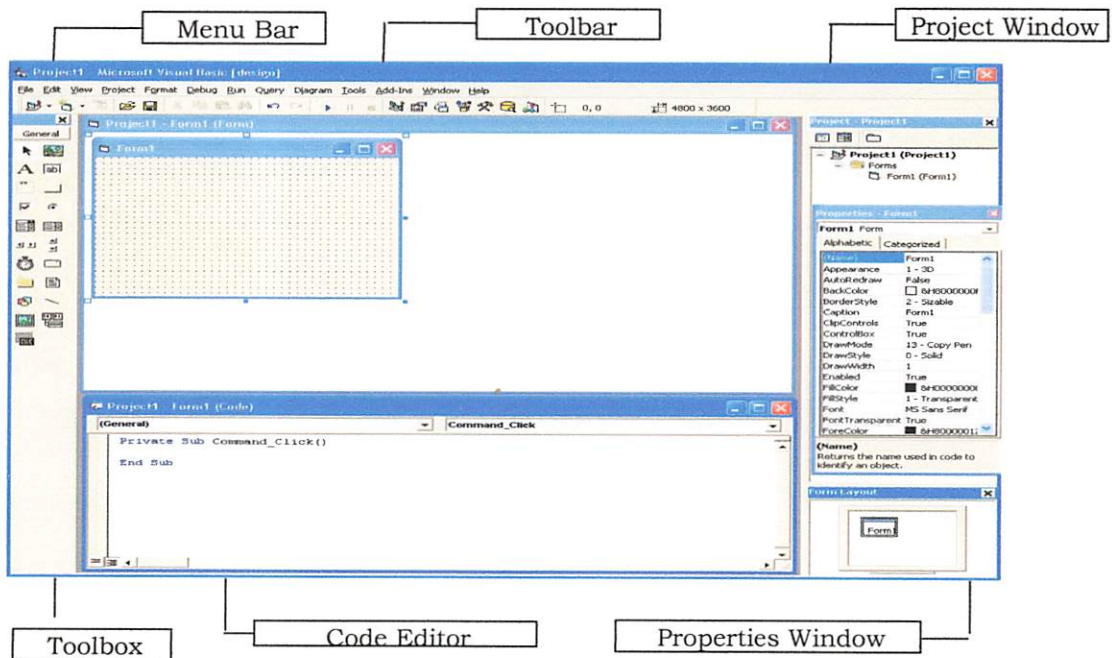 Menu Bar
Toolbar
Project Window
Project1 - Microsoft Visual Basic [design]
File Edit View Project Format Debug Run Query Diagram Tools Add-Ins Window Help
0, 0
4800 x 3600
General
Project1 - Form1 (Form)
Form1
Project - Project1
Project1 (Project1)
Forms
Form1 (Form1)
Properties - Form1
Form1 Form
Alphabetic Categorized
(Name) Form1
Appearance 1 - 3D
AutoRedraw False
BackColor &H8000000F
BorderStyle 2 - Sizable
Caption Form1
ClipControls True
ControlBox True
DrawMode 13 - Copy Pen
DrawStyle 0 - Solid
DrawWidth 1
Enabled True
FillColor &H0000000
FillStyle 1 - Transparent
Font MS Sans Serif
FontTransparent True
ForeColor &H8000001
(Name)
Returns the name used in code to
identify an object.
Form Layout
Form1
Project1 - Form1 (Code)
(General)
Command_Click
Private Sub Command_Click()
End Sub
Toolbox
Code Editor
Properties Window